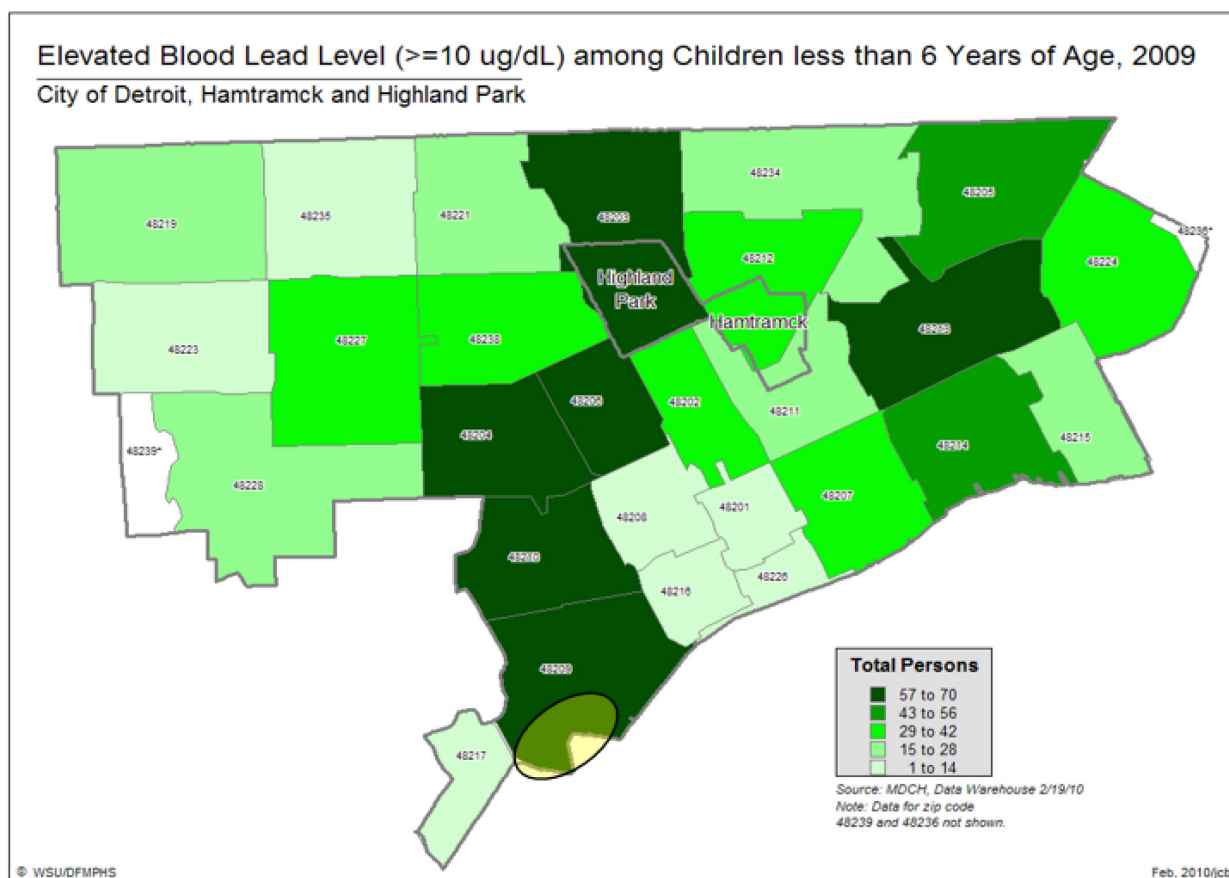 Elevated Blood Lead Level (>=10 ug/dL) among Children less than 6 Years of Age, 2009
City of Detroit, Hamtramck and Highland Park
48219
48235
48221
48203
48234
48205
48236*
48212
48224
Highland
Park
Hamtramck
48223
48227
48238
48213
48206
48202
48211
48204
48214
48215
48239*
48228
48207
48208
48201
48210
48216
48226
48209
48217
Total Persons
57 to 70
43 to 56
29 to 42
15 to 28
1 to 14
Source: MDCH, Data Warehouse 2/19/10
Note: Data for zip code
48239 and 48236 not shown.
© WSU/DFMPHS
Feb, 2010/jcb